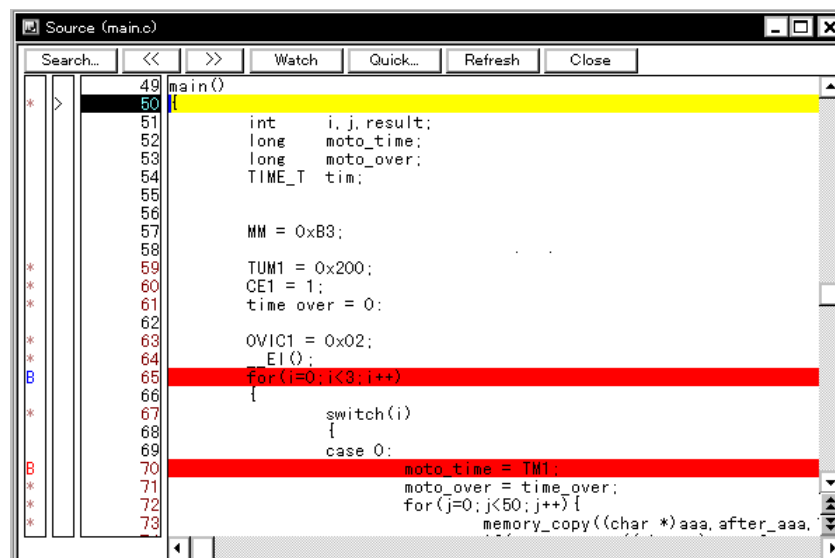 Source (main.c)
Search... << >> Watch Quick... Refresh Close
49 main()
* > 50 {
51 int i, j, result;
52 long moto_time;
53 long moto_over;
54 TIME_T tim;
55
56
57 MM = 0xB3;
58
* 59 TUM1 = 0x200;
* 60 CE1 = 1;
* 61 time over = 0:
62
* 63 OVIC1 = 0x02;
* 64 __EI();
B 65 for(i=0;i<3;i++)
66 {
* 67 switch(i)
68 {
69 case 0:
B 70 moto_time = TM1;
* 71 moto_over = time_over;
* 72 for(j=0;j<50;j++){
* 73 memory_copy((char *)aaa,after_aaa,